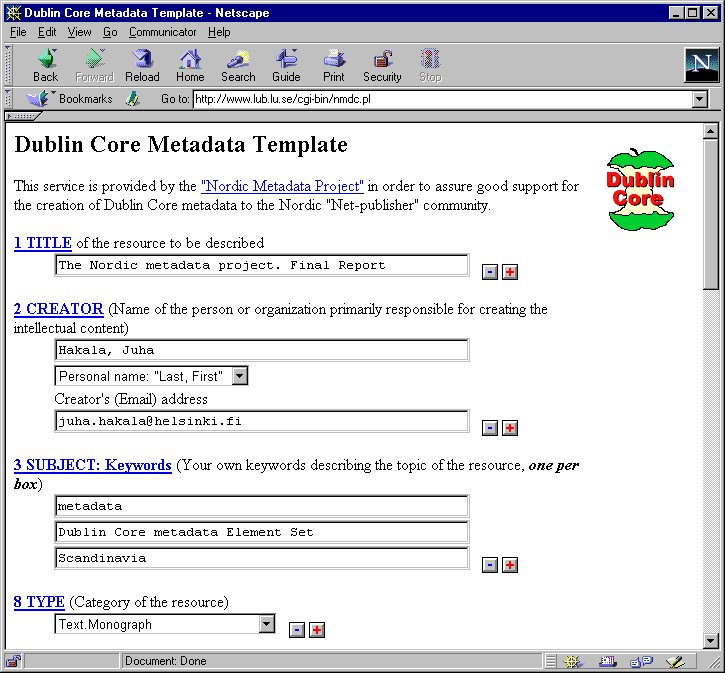 Dublin Core Metadata Template - Netscape
File Edit View Go Communicator Help
Back Forward Reload Home Search Guide Print Security Stop
N
Bookmarks Go to: http://www.lub.lu.se/cgi-bin/nmdc.pl
Dublin Core Metadata Template
Dublin
Core
This service is provided by the "Nordic Metadata Project" in order to assure good support for
the creation of Dublin Core metadata to the Nordic "Net-publisher" community.
1 TITLE of the resource to be described
The Nordic metadata project. Final Report
- +
2 CREATOR (Name of the person or organization primarily responsible for creating the
intellectual content)
Hakala, Juha
Personal name: "Last, First"
Creator's (Email) address
juha.hakala@helsinki.fi
- +
3 SUBJECT: Keywords (Your own keywords describing the topic of the resource, one per
box)
metadata
Dublin Core metadata Element Set
Scandinavia
- +
8 TYPE (Category of the resource)
Text.Monograph
- +
Document: Done